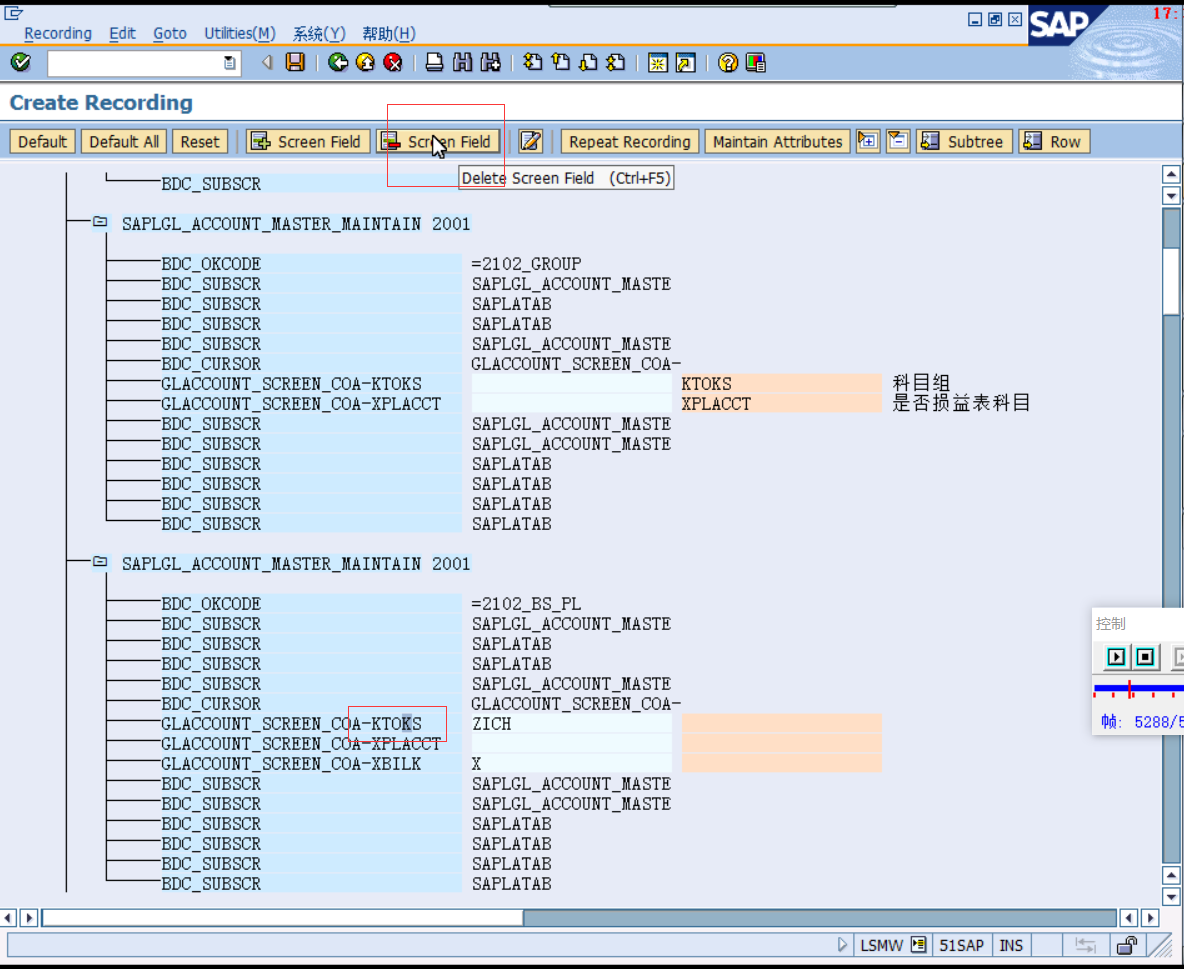 17:
Recording Edit Goto Utilities(M) 系统(Y) 帮助(H)
SAP
Create Recording
Default Default All Reset Screen Field Screen Field Repeat Recording Maintain Attributes Subtree Row
Delete Screen Field (Ctrl+F5)
BDC_SUBSCR
SAPLGL_ACCOUNT_MASTER_MAINTAIN 2001
BDC_OKCODE =2102_GROUP
BDC_SUBSCR SAPLGL_ACCOUNT_MASTE
BDC_SUBSCR SAPLATAB
BDC_SUBSCR SAPLATAB
BDC_SUBSCR SAPLGL_ACCOUNT_MASTE
BDC_CURSOR GLACCOUNT_SCREEN_COA-
GLACCOUNT_SCREEN_COA-KTOKS KTOKS 科目组
GLACCOUNT_SCREEN_COA-XPLACCT XPLACCT 是否损益表科目
BDC_SUBSCR SAPLGL_ACCOUNT_MASTE
BDC_SUBSCR SAPLGL_ACCOUNT_MASTE
BDC_SUBSCR SAPLATAB
BDC_SUBSCR SAPLATAB
BDC_SUBSCR SAPLATAB
BDC_SUBSCR SAPLATAB
SAPLGL_ACCOUNT_MASTER_MAINTAIN 2001
BDC_OKCODE =2102_BS_PL
BDC_SUBSCR SAPLGL_ACCOUNT_MASTE
BDC_SUBSCR SAPLATAB
BDC_SUBSCR SAPLATAB
BDC_SUBSCR SAPLGL_ACCOUNT_MASTE
BDC_CURSOR GLACCOUNT_SCREEN_COA-
GLACCOUNT_SCREEN_COA-KTOKS ZICH
GLACCOUNT_SCREEN_COA-XPLACCT
GLACCOUNT_SCREEN_COA-XBILK X
BDC_SUBSCR SAPLGL_ACCOUNT_MASTE
BDC_SUBSCR SAPLGL_ACCOUNT_MASTE
BDC_SUBSCR SAPLATAB
BDC_SUBSCR SAPLATAB
BDC_SUBSCR SAPLATAB
BDC_SUBSCR SAPLATAB
控制
帧: 5288/5
LSMW 51SAP INS